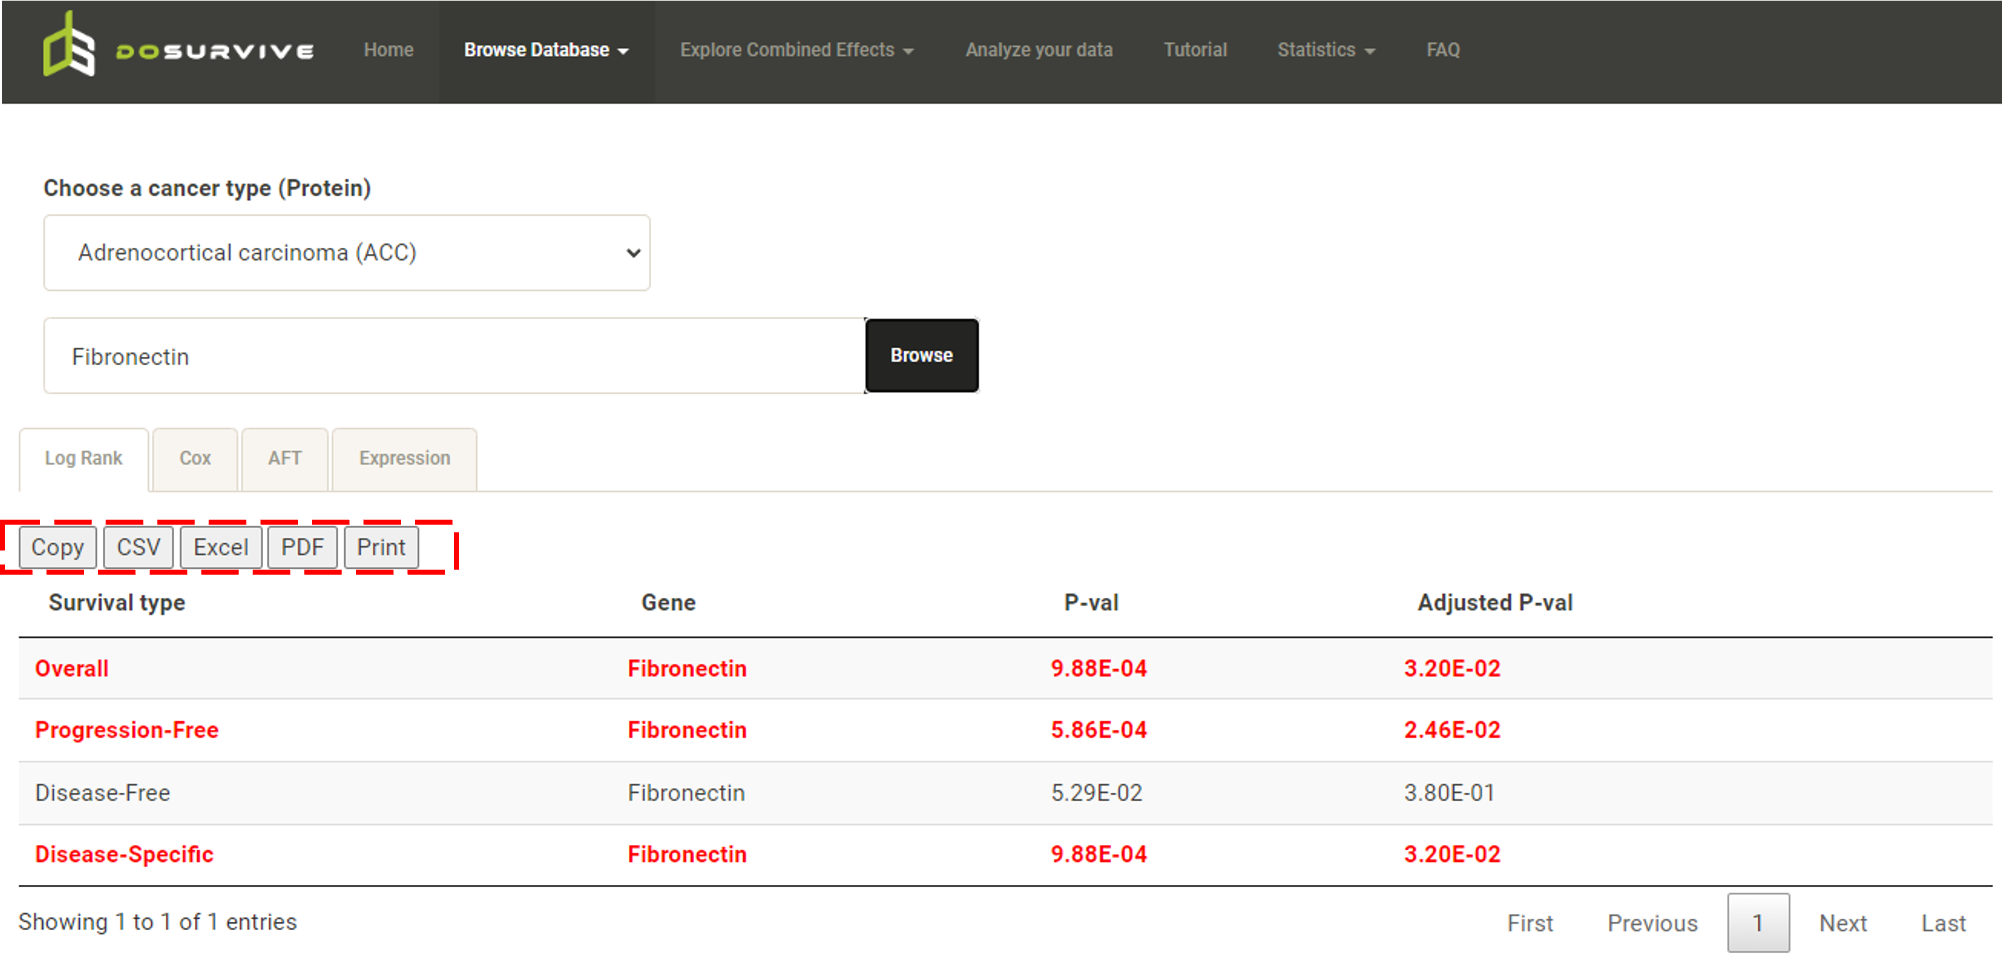 DOSURVIVE Home Browse Database Explore Combined Effects Analyze your data Tutorial Statistics FAQ
Choose a cancer type (Protein)
Adrenocortical carcinoma (ACC)
Fibronectin Browse
Log Rank Cox AFT Expression
Copy CSV Excel PDF Print
Survival type Gene P-val Adjusted P-val
Overall Fibronectin 9.88E-04 3.20E-02
Progression-Free Fibronectin 5.86E-04 2.46E-02
Disease-Free Fibronectin 5.29E-02 3.80E-01
Disease-Specific Fibronectin 9.88E-04 3.20E-02
Showing 1 to 1 of 1 entries First Previous 1 Next Last